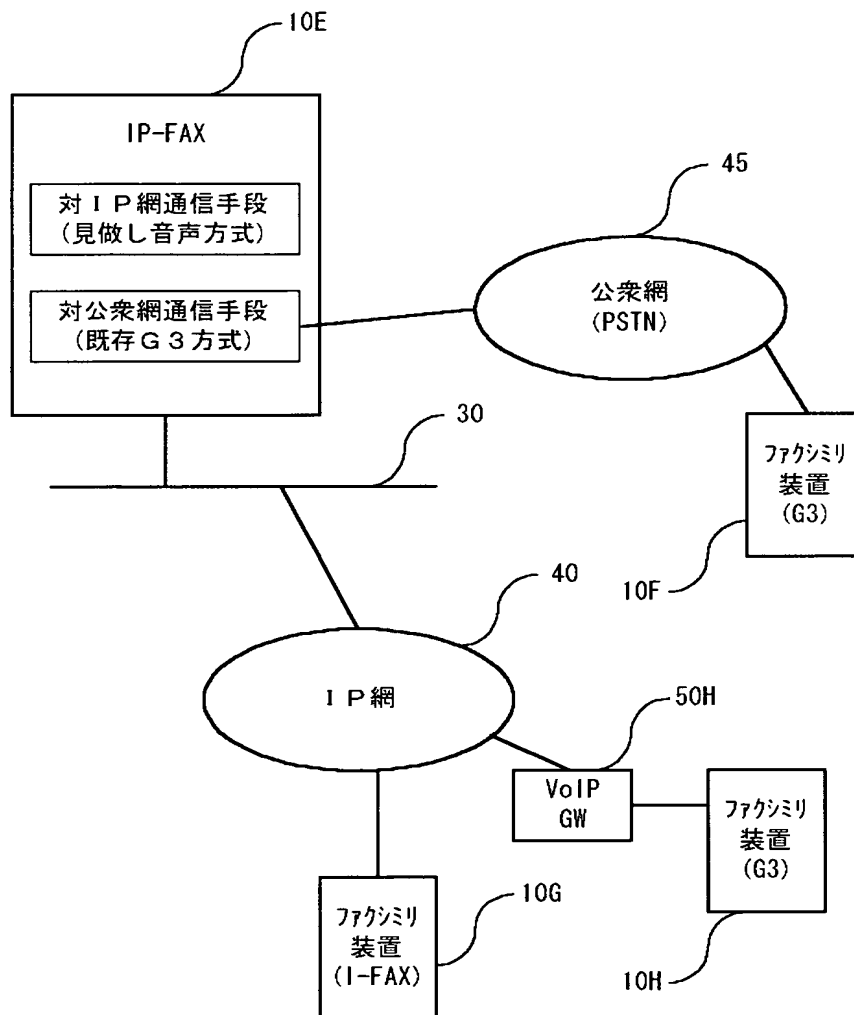 10E
IP-FAX
対ＩＰ網通信手段
(見做し音声方式)
対公衆網通信手段
(既存Ｇ３方式)
45
公衆網
(PSTN)
30
ﾌｧｸｼﾐﾘ
装置
(G3)
10F
40
ＩＰ網
50H
VoIP
GW
ﾌｧｸｼﾐﾘ
装置
(G3)
10H
ﾌｧｸｼﾐﾘ
装置
(I-FAX)
10G